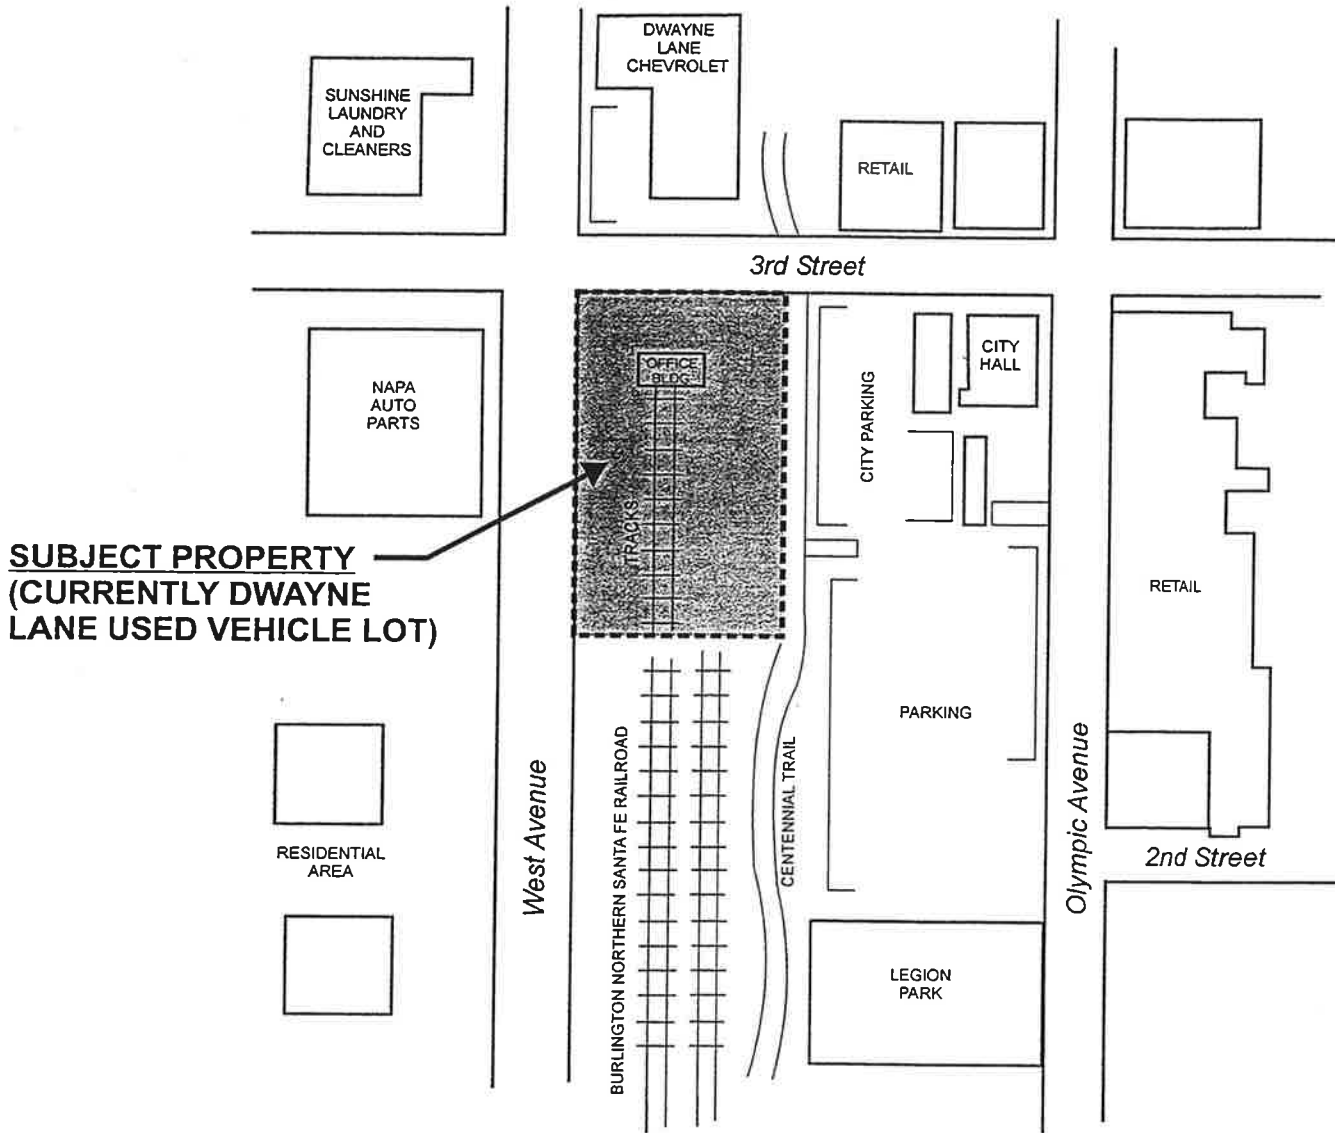 DWAYNE
LANE
CHEVROLET
SUNSHINE
LAUNDRY
AND
CLEANERS
RETAIL
3rd Street
OFFICE
BLDG.
CITY
HALL
NAPA
AUTO
PARTS
CITY PARKING
TRACKS
SUBJECT PROPERTY
(CURRENTLY DWAYNE
LANE USED VEHICLE LOT)
RETAIL
PARKING
West Avenue
BURLINGTON NORTHERN SANTA FE RAILROAD
CENTENNIAL TRAIL
Olympic Avenue
RESIDENTIAL
AREA
2nd Street
LEGION
PARK